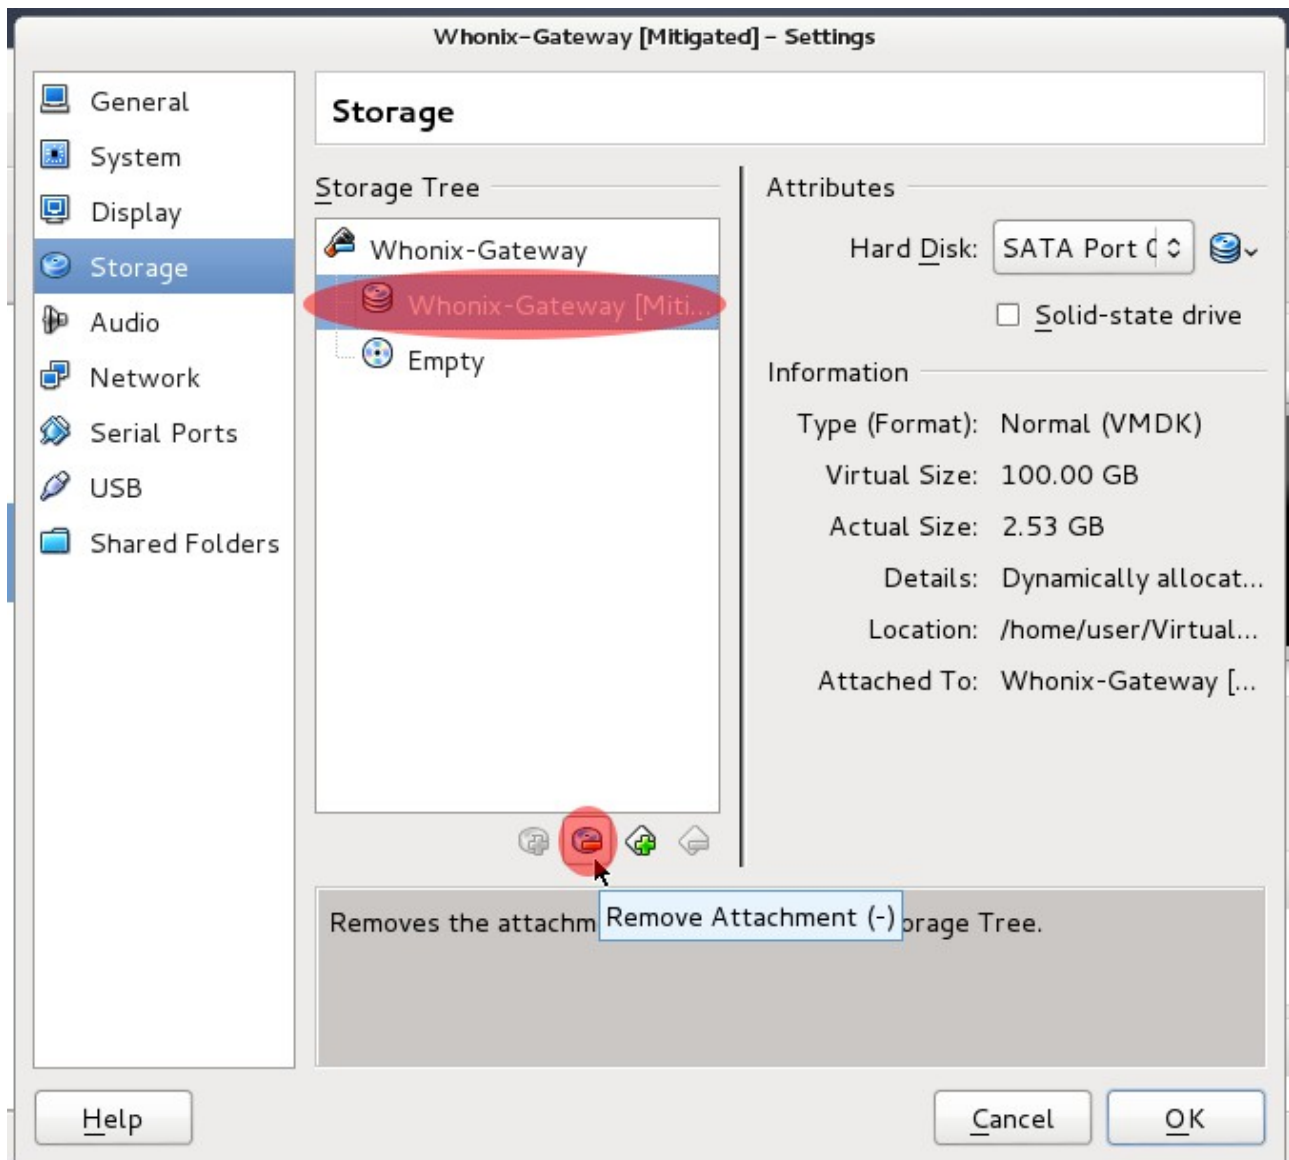 Whonix-Gateway [Mitigated] – Settings
General
System
Display
Storage
Audio
Network
Serial Ports
USB
Shared Folders
Storage
Storage Tree
Whonix-Gateway
Whonix-Gateway [Miti...
Empty
Attributes
Hard Disk: SATA Port
Solid-state drive
Information
Type (Format): Normal (VMDK)
Virtual Size: 100.00 GB
Actual Size: 2.53 GB
Details: Dynamically allocat...
Location: /home/user/Virtual...
Attached To: Whonix-Gateway [...
Removes the attachm
Remove Attachment (-)
orage Tree.
Help
Cancel
OK